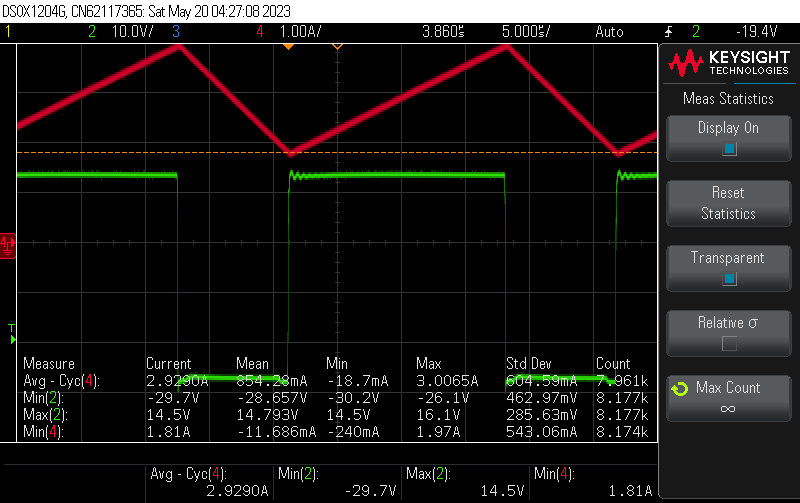 DSOX1204G, CN62117365: Sat May 20 04:27:08 2023
1 2 10.0V/ 3 4 1.00A/ 3.860s 5.000s/ Auto 2 -19.4V
KEYSIGHT
TECHNOLOGIES
Meas Statistics
Display On
Reset
Statistics
Transparent
Relative σ
Max Count
∞
4
T
Measure Current Mean Min Max Std Dev Count
Avg - Cyc(4): 2.9290A 854.28mA -18.7mA 3.0065A 604.59mA 7.961k
Min(2): -29.7V -28.657V -30.2V -26.1V 462.97mV 8.177k
Max(2): 14.5V 14.793V 14.5V 16.1V 285.63mV 8.177k
Min(4): 1.81A -11.686mA -240mA 1.97A 543.06mA 8.174k
Avg - Cyc(4): Min(2): Max(2): Min(4):
2.9290A -29.7V 14.5V 1.81A